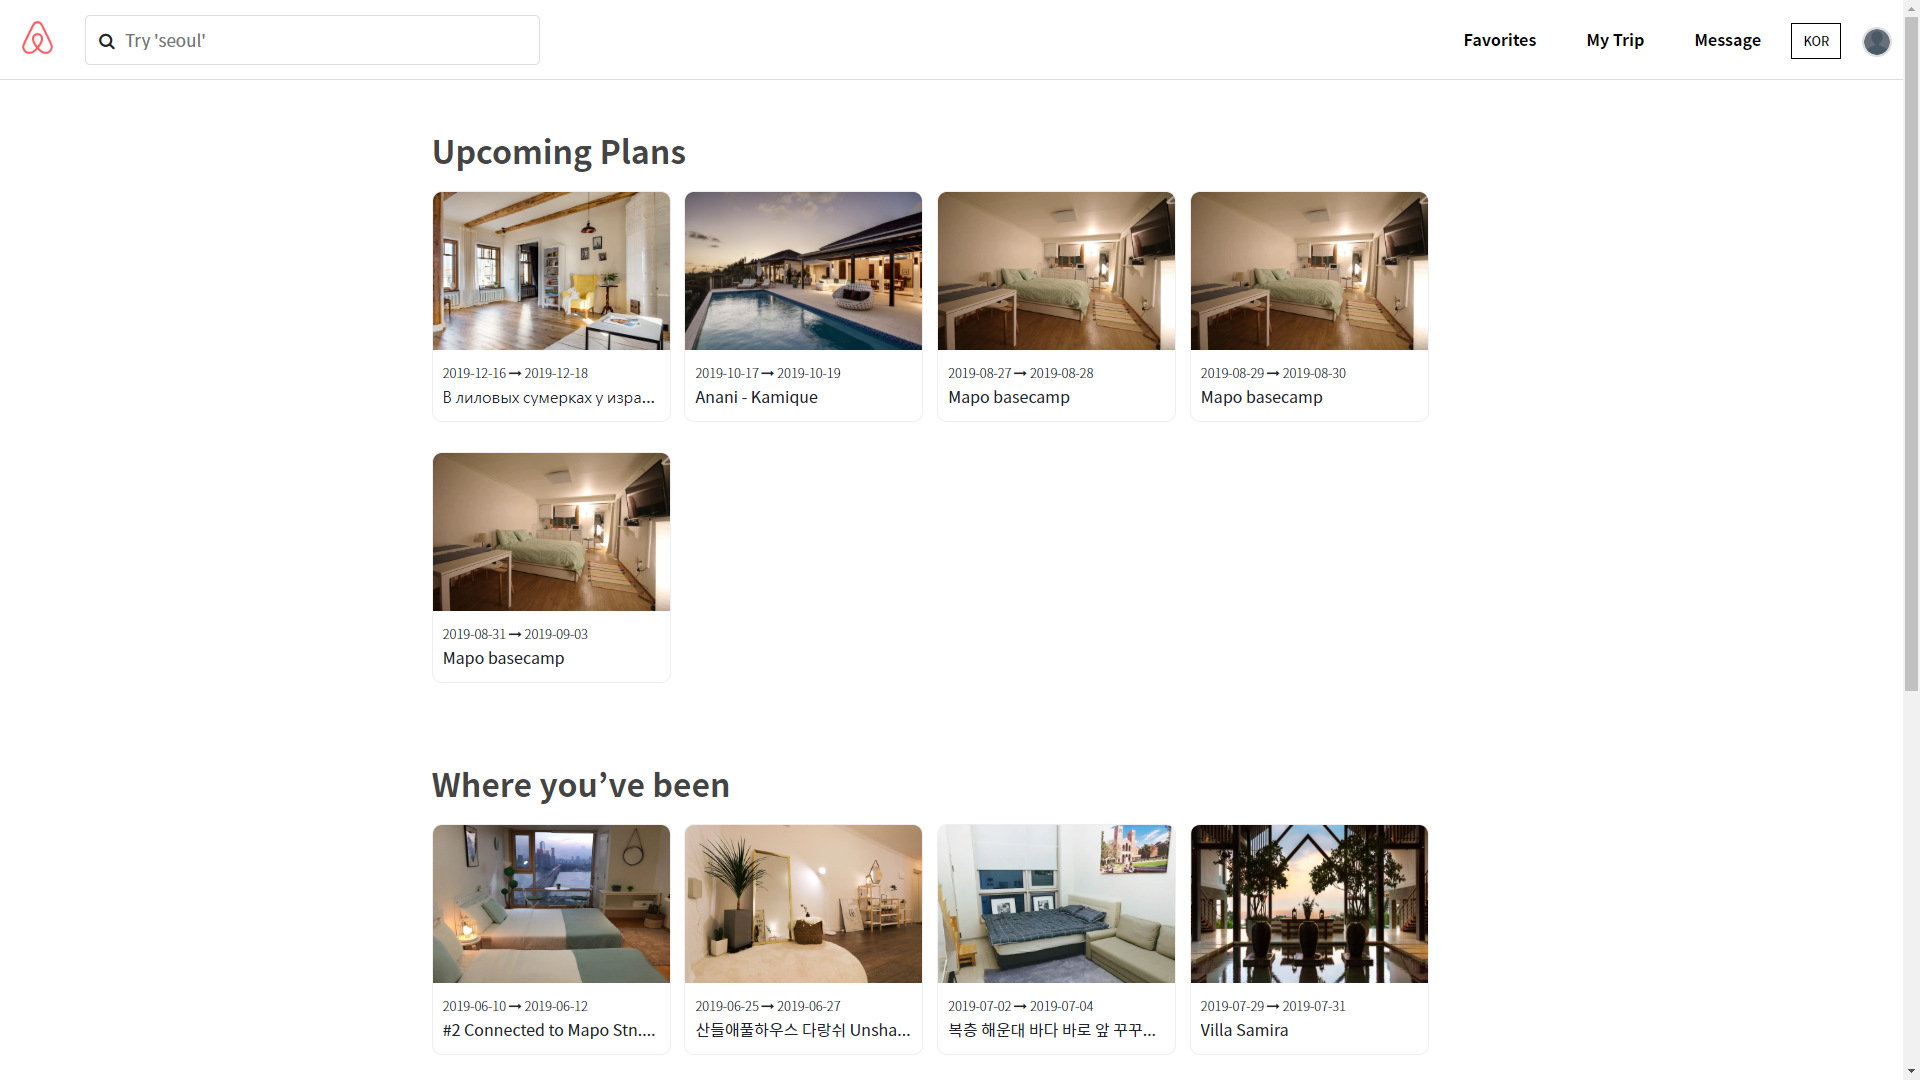 Try 'seoul'
Favorites
My Trip
Message
KOR
Upcoming Plans
2019-12-16 → 2019-12-18
В лиловых сумерках у изра...
2019-10-17 → 2019-10-19
Anani - Kamique
2019-08-27 → 2019-08-28
Mapo basecamp
2019-08-29 → 2019-08-30
Mapo basecamp
2019-08-31 → 2019-09-03
Mapo basecamp
Where you’ve been
2019-06-10 → 2019-06-12
#2 Connected to Mapo Stn....
2019-06-25 → 2019-06-27
산들애풀하우스 다랑쉬 Unsha...
2019-07-02 → 2019-07-04
복층 해운대 바다 바로 앞 꾸꾸...
2019-07-29 → 2019-07-31
Villa Samira